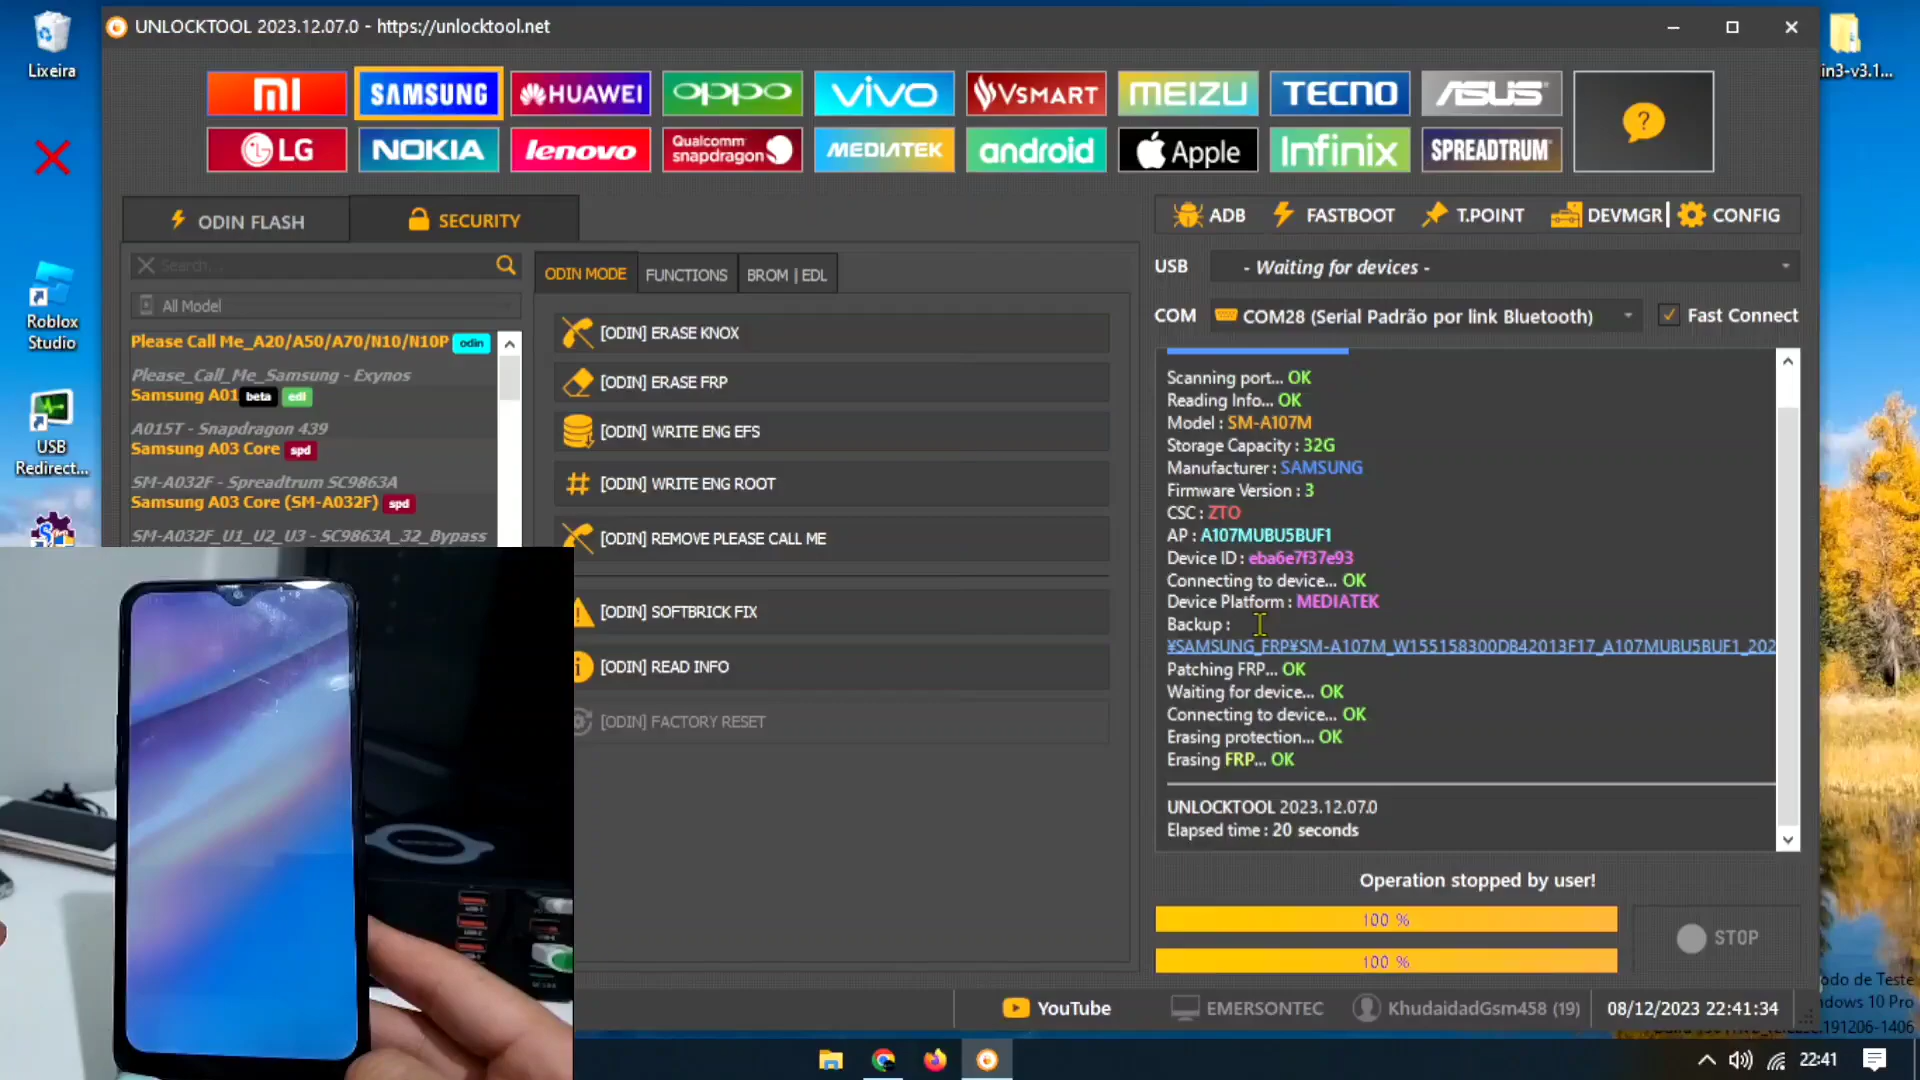 UNLOCKTOOL 2023.12.07.0 - https://unlocktool.net
Lixeira
Roblox
Studio
USB
Redirect...
in3-v3.1...
MI
SAMSUNG
HUAWEI
oppo
vivo
VSMART
MEIZU
TECNO
ASUS
?
LG
NOKIA
lenovo
Qualcomm
snapdragon
MEDIATEK
android
Apple
Infinix
SPREADTRUM
ODIN FLASH
SECURITY
ADB
FASTBOOT
T.POINT
DEVMGR
CONFIG
Search...
All Model
Please Call Me_A20/A50/A70/N10/N10P odin
Please_Call_Me_Samsung - Exynos
Samsung A01 beta edl
A015T - Snapdragon 439
Samsung A03 Core spd
SM-A032F - Spreadtrum SC9863A
Samsung A03 Core (SM-A032F) spd
SM-A032F_U1_U2_U3 - SC9863A_32_Bypass
ODIN MODE
FUNCTIONS
BROM | EDL
[ODIN] ERASE KNOX
[ODIN] ERASE FRP
[ODIN] WRITE ENG EFS
[ODIN] WRITE ENG ROOT
[ODIN] REMOVE PLEASE CALL ME
[ODIN] SOFTBRICK FIX
[ODIN] READ INFO
[ODIN] FACTORY RESET
USB
- Waiting for devices -
COM
COM28 (Serial Padrão por link Bluetooth)
Fast Connect
Scanning port... OK
Reading Info... OK
Model : SM-A107M
Storage Capacity : 32G
Manufacturer : SAMSUNG
Firmware Version : 3
CSC : ZTO
AP : A107MUBU5BUF1
Device ID : eba6e7f37e93
Connecting to device... OK
Device Platform : MEDIATEK
Backup :
¥SAMSUNG_FRP¥SM-A107M_W155158300DB42013F17_A107MUBU5BUF1_202
Patching FRP... OK
Waiting for device... OK
Connecting to device... OK
Erasing protection... OK
Erasing FRP... OK
UNLOCKTOOL 2023.12.07.0
Elapsed time : 20 seconds
Operation stopped by user!
100 %
100 %
STOP
YouTube
EMERSONTEC
KhudaidadGsm458 (19)
08/12/2023 22:41:34
odo de Teste
ndows 10 Pro
191206-1406
22:41